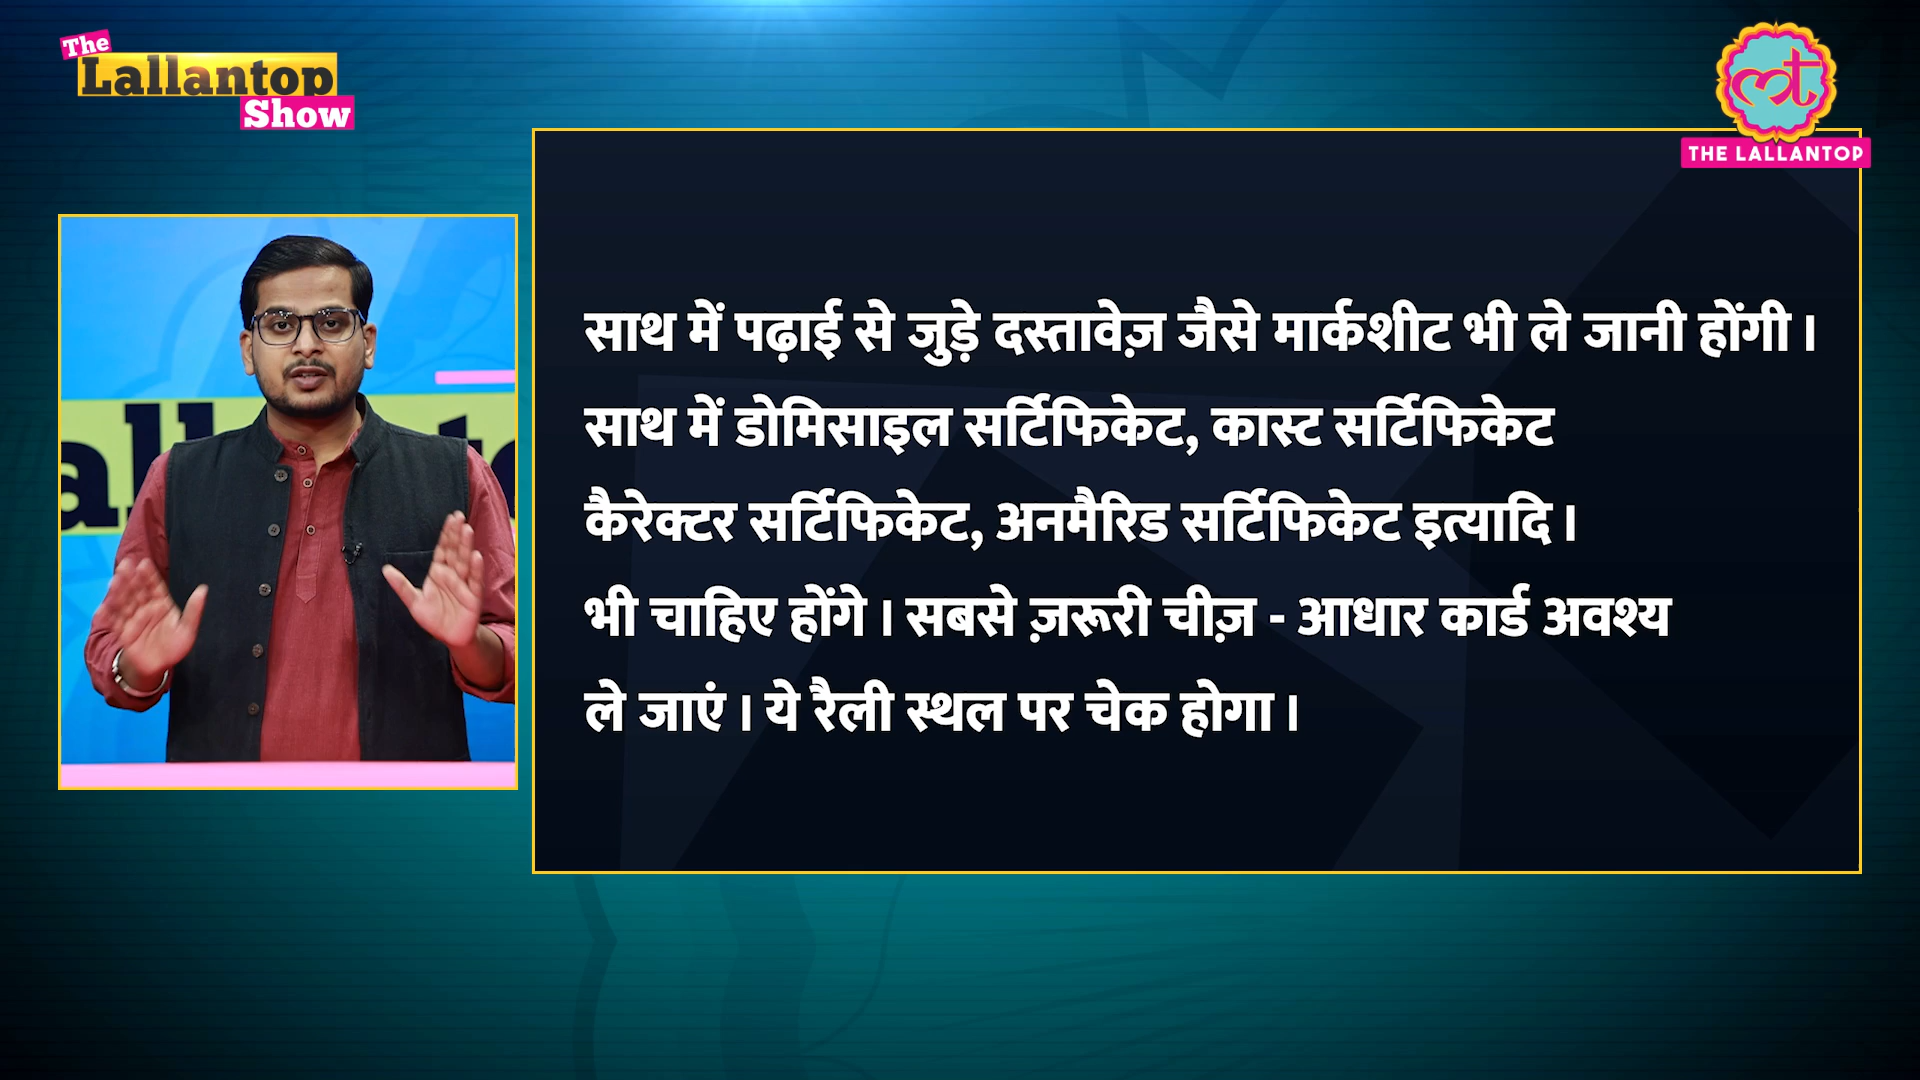 The
Lallantop
Show
THE LALLANTOP
साथ में पढ़ाई से जुड़े दस्तावेज़ जैसे मार्कशीट भी ले जानी होंगी।
साथ में डोमिसाइल सर्टिफिकेट, कास्ट सर्टिफिकेट
कैरेक्टर सर्टिफिकेट, अनमैरिड सर्टिफिकेट इत्यादि।
भी चाहिए होंगे। सबसे ज़रूरी चीज़ - आधार कार्ड अवश्य
ले जाएं। ये रैली स्थल पर चेक होगा।